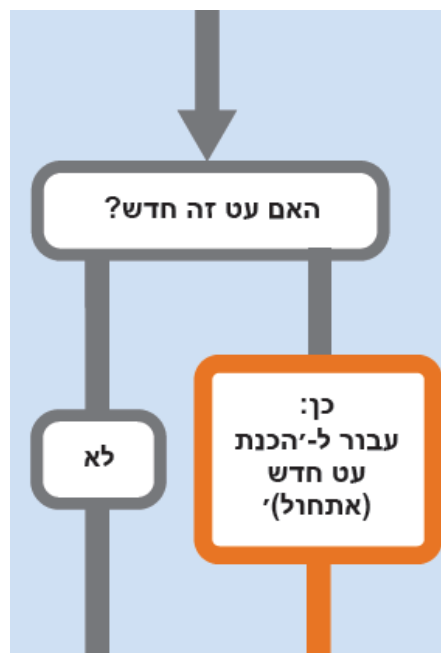 האם עט זה חדש?
כן:
עבור ל-׳הכנת
עט חדש
(אתחול)׳
לא